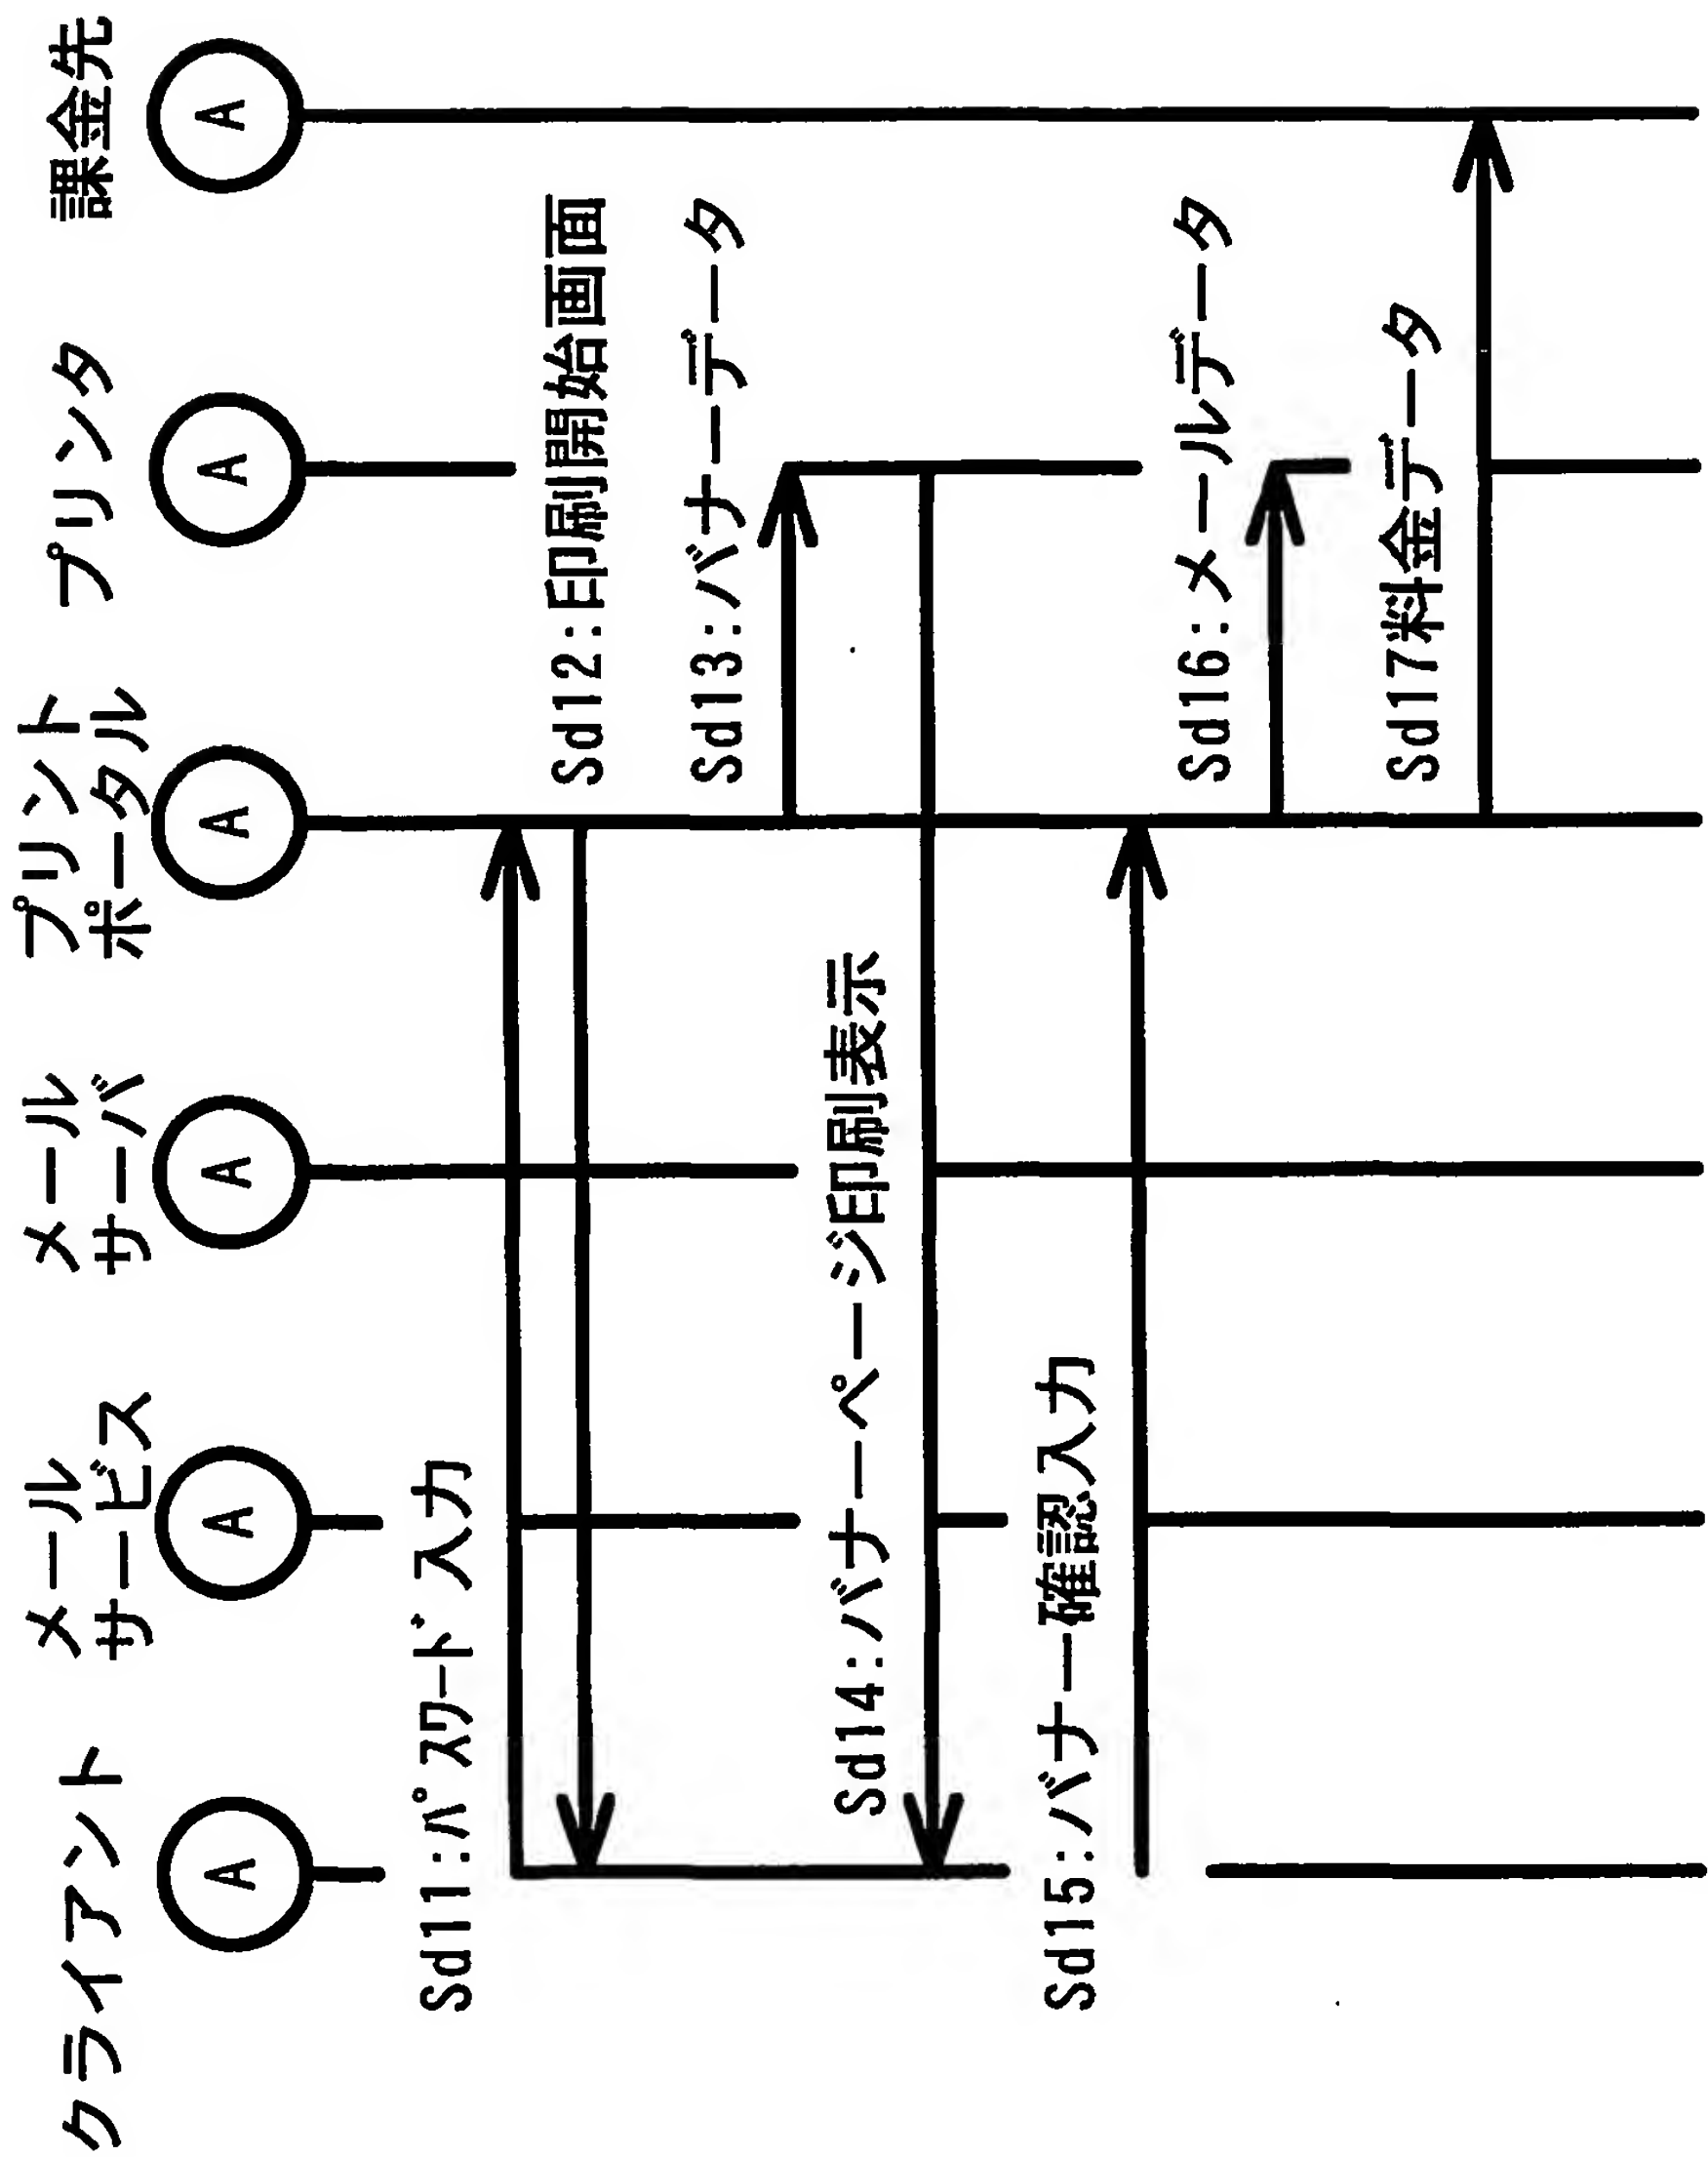 クライアント
メール
サービス
メール
サーバ
プリント
ポータル
プリンタ
課金先
A
A
A
A
A
A
Sd11:パスワード入力
Sd12:印刷開始画面
Sd13:バナーデータ
Sd14:バナーページ印刷表示
Sd15:バナー確認入力
Sd16:メールデータ
Sd17料金データ